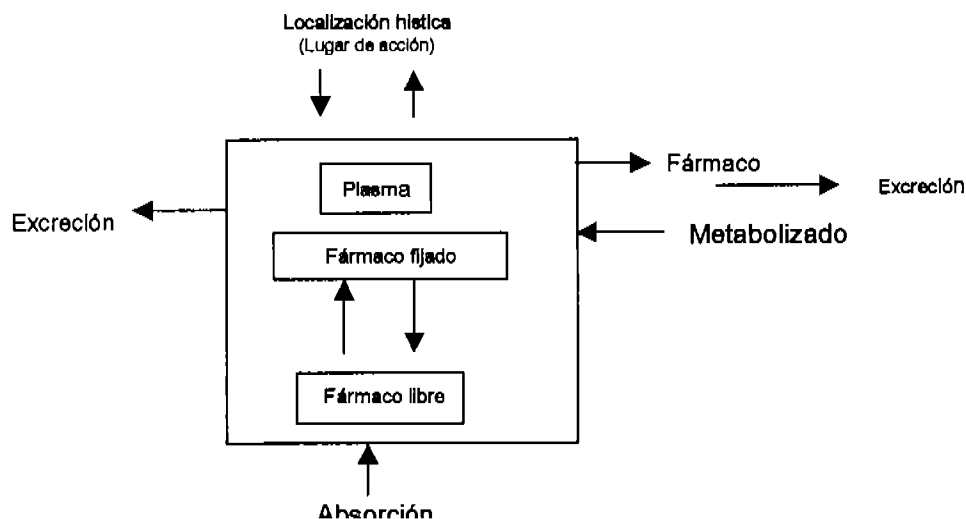 Localización hística
(Lugar de acción)
Plasma
Fármaco
Excreción
Excreción
Metabolizado
Fármaco fijado
Fármaco libre
Absorción